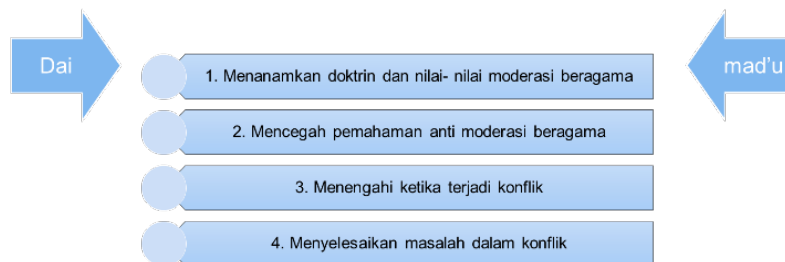 Dai
mad'u
1. Menanamkan doktrin dan nilai- nilai moderasi beragama
2. Mencegah pemahaman anti moderasi beragama
3. Menengahi ketika terjadi konflik
4. Menyelesaikan masalah dalam konflik